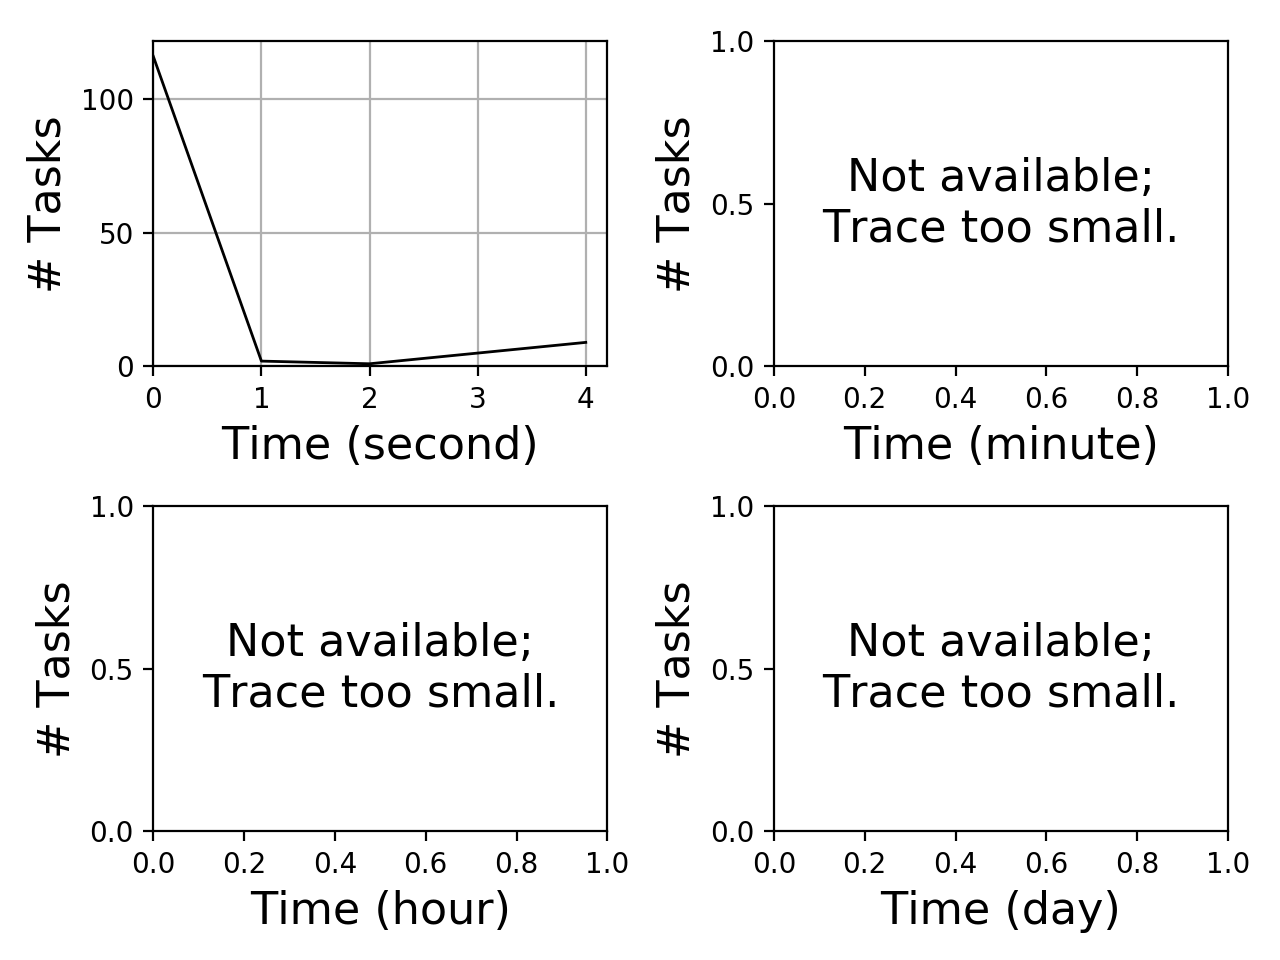 # Tasks
100
50
0
0 1 2 3 4
Time (second)
# Tasks
1.0
0.5
0.0
Not available;
Trace too small.
0.0 0.2 0.4 0.6 0.8 1.0
Time (minute)
# Tasks
1.0
0.5
0.0
Not available;
Trace too small.
0.0 0.2 0.4 0.6 0.8 1.0
Time (hour)
# Tasks
1.0
0.5
0.0
Not available;
Trace too small.
0.0 0.2 0.4 0.6 0.8 1.0
Time (day)